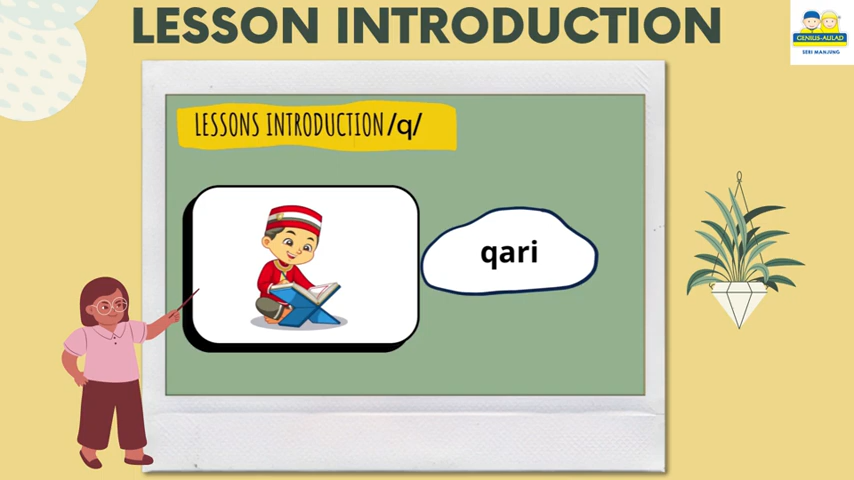 LESSON INTRODUCTION
GENIUS-AULAD
SERI MANJUNG
LESSONS INTRODUCTION /q/
qari